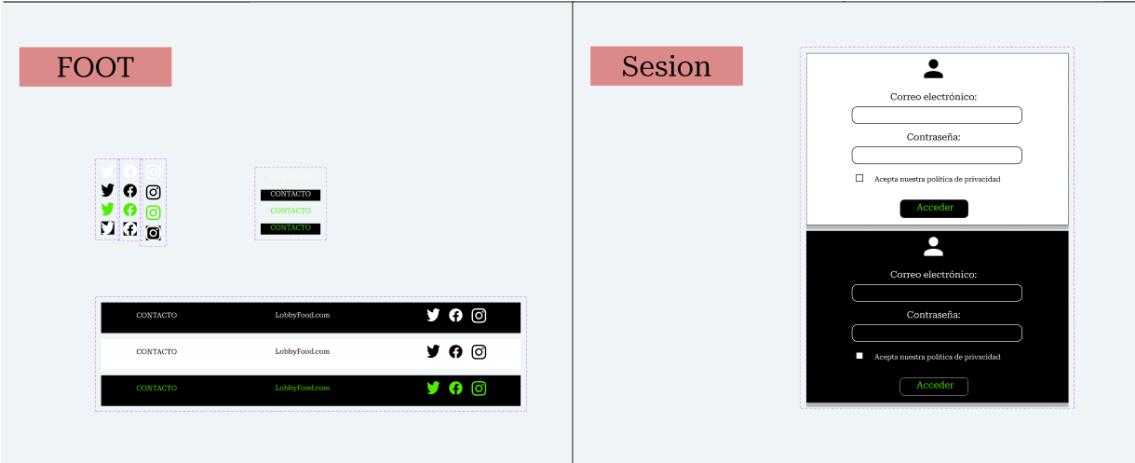 FOOT
CONTACTO
CONTACTO
CONTACTO
CONTACTO LobbyFood.com
CONTACTO LobbyFood.com
CONTACTO LobbyFood.com
Sesion
Correo electrónico:
Contraseña:
Acepta nuestra política de privacidad
Acceder
Correo electrónico:
Contraseña:
Acepta nuestra política de privacidad
Acceder